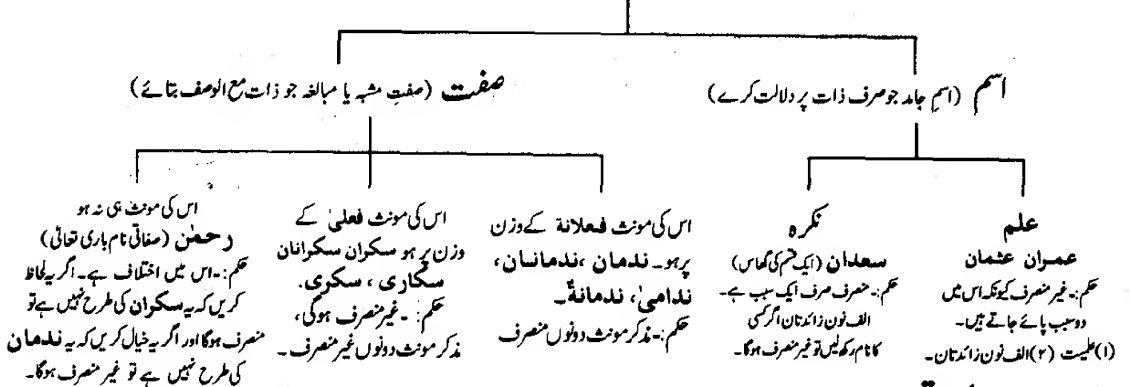 اسم (اسمِ جامد جو صرف ذات پر دلالت کرے)
صفت (صفتِ مشبہ یا مبالغہ جو ذات مع الوصف بتائے)
علم
عمران عثمان
حکم:۔ غیر منصرف کیونکہ اس میں
دو سبب پائے جاتے ہیں۔
(۱) علمیت (۲) الف نون زائدتان۔
نکرہ
سعدان (ایک قسم کی گھاس)
حکم:۔ منصرف صرف ایک سبب ہے۔
الف نون زائدتان اگر کسی
کا نام رکھ لیں تو غیر منصرف ہوگا۔
اس کی مونث فعلانة کے وزن
پر ہو۔ ندمان، ندمانان،
ندامیٰ، ندمانةٌ۔
حکم:۔ مذکر مونث دونوں منصرف
اس کی مونث فعلیٰ کے
وزن پر ہو سکران سکرانان
سکاری، سکری۔
حکم:۔ غیر منصرف ہوگی،
مذکر مونث دونوں غیر منصرف۔
اس کی مونث ہی نہ ہو
رحمٰن (صفاتی نام باری تعالیٰ)
حکم:۔ اس میں اختلاف ہے۔ اگر یہ لحاظ
کریں کہ یہ سکران کی طرح نہیں ہے تو
منصرف ہوگا اور اگر یہ خیال کریں کہ یہ ندمان
کی طرح نہیں ہے تو غیر منصرف ہوگا۔